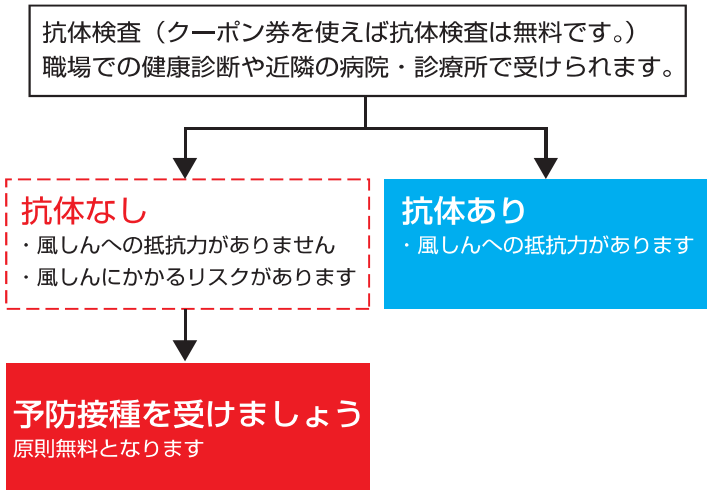 抗体検査（クーポン券を使えば抗体検査は無料です。）
職場での健康診断や近隣の病院・診療所で受けられます。
抗体なし
・風しんへの抵抗力がありません
・風しんにかかるリスクがあります
抗体あり
・風しんへの抵抗力があります
予防接種を受けましょう
原則無料となります